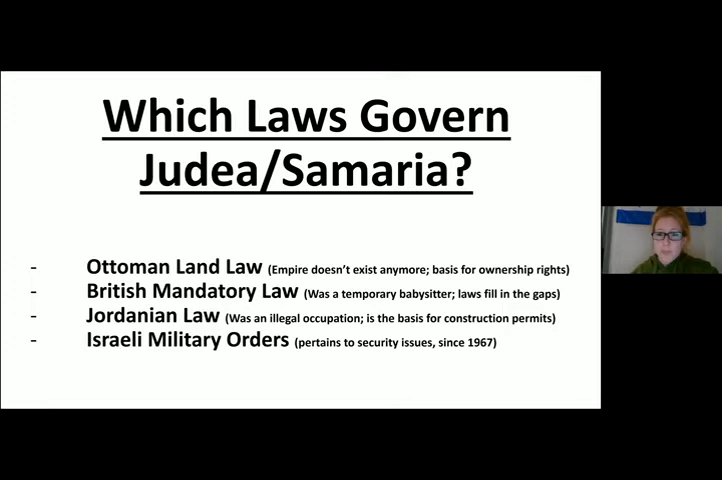 Which Laws Govern
Judea/Samaria?
- Ottoman Land Law (Empire doesn't exist anymore; basis for ownership rights)
- British Mandatory Law (Was a temporary babysitter; laws fill in the gaps)
- Jordanian Law (Was an illegal occupation; is the basis for construction permits)
- Israeli Military Orders (pertains to security issues, since 1967)